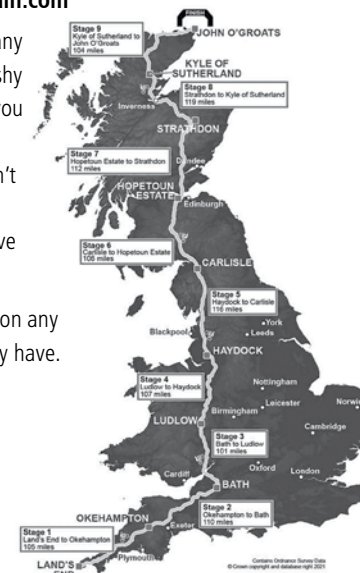 in.com
any
shy
you
n't
ve
on any
y have.
FINISH
JOHN O'GROATS
Stage 9
Kyle of Sutherland to
John O'Groats
104 miles
KYLE OF
SUTHERLAND
Stage 8
Strathdon to Kyle of Sutherland
119 miles
Inverness
STRATHDON
Stage 7
Hopetoun Estate to Strathdon
112 miles
Dundee
HOPETOUN
ESTATE
Edinburgh
Stage 6
Carlisle to Hopetoun Estate
miles
CARLISLE
Stage 5
Haydock to Carlisle
116 miles
York
Leeds
Blackpool
HAYDOCK
Stage 4
Ludlow to Haydock
107 miles
Nottingham
Leicester
Norwi
Birmingham
Cambridge
LUDLOW
Stage 3
Bath to Ludlow
101 miles
Oxford
London
Cardiff
BATH
Stage 2
Okehampton to Bath
110 miles
OKEHAMPTON
Exeter
Stage 1
Land's End to Okehampton
105 miles
Plymouth
LAND'S
END
Contains Ordnance Survey Data
© Crown copyright and database right 2021